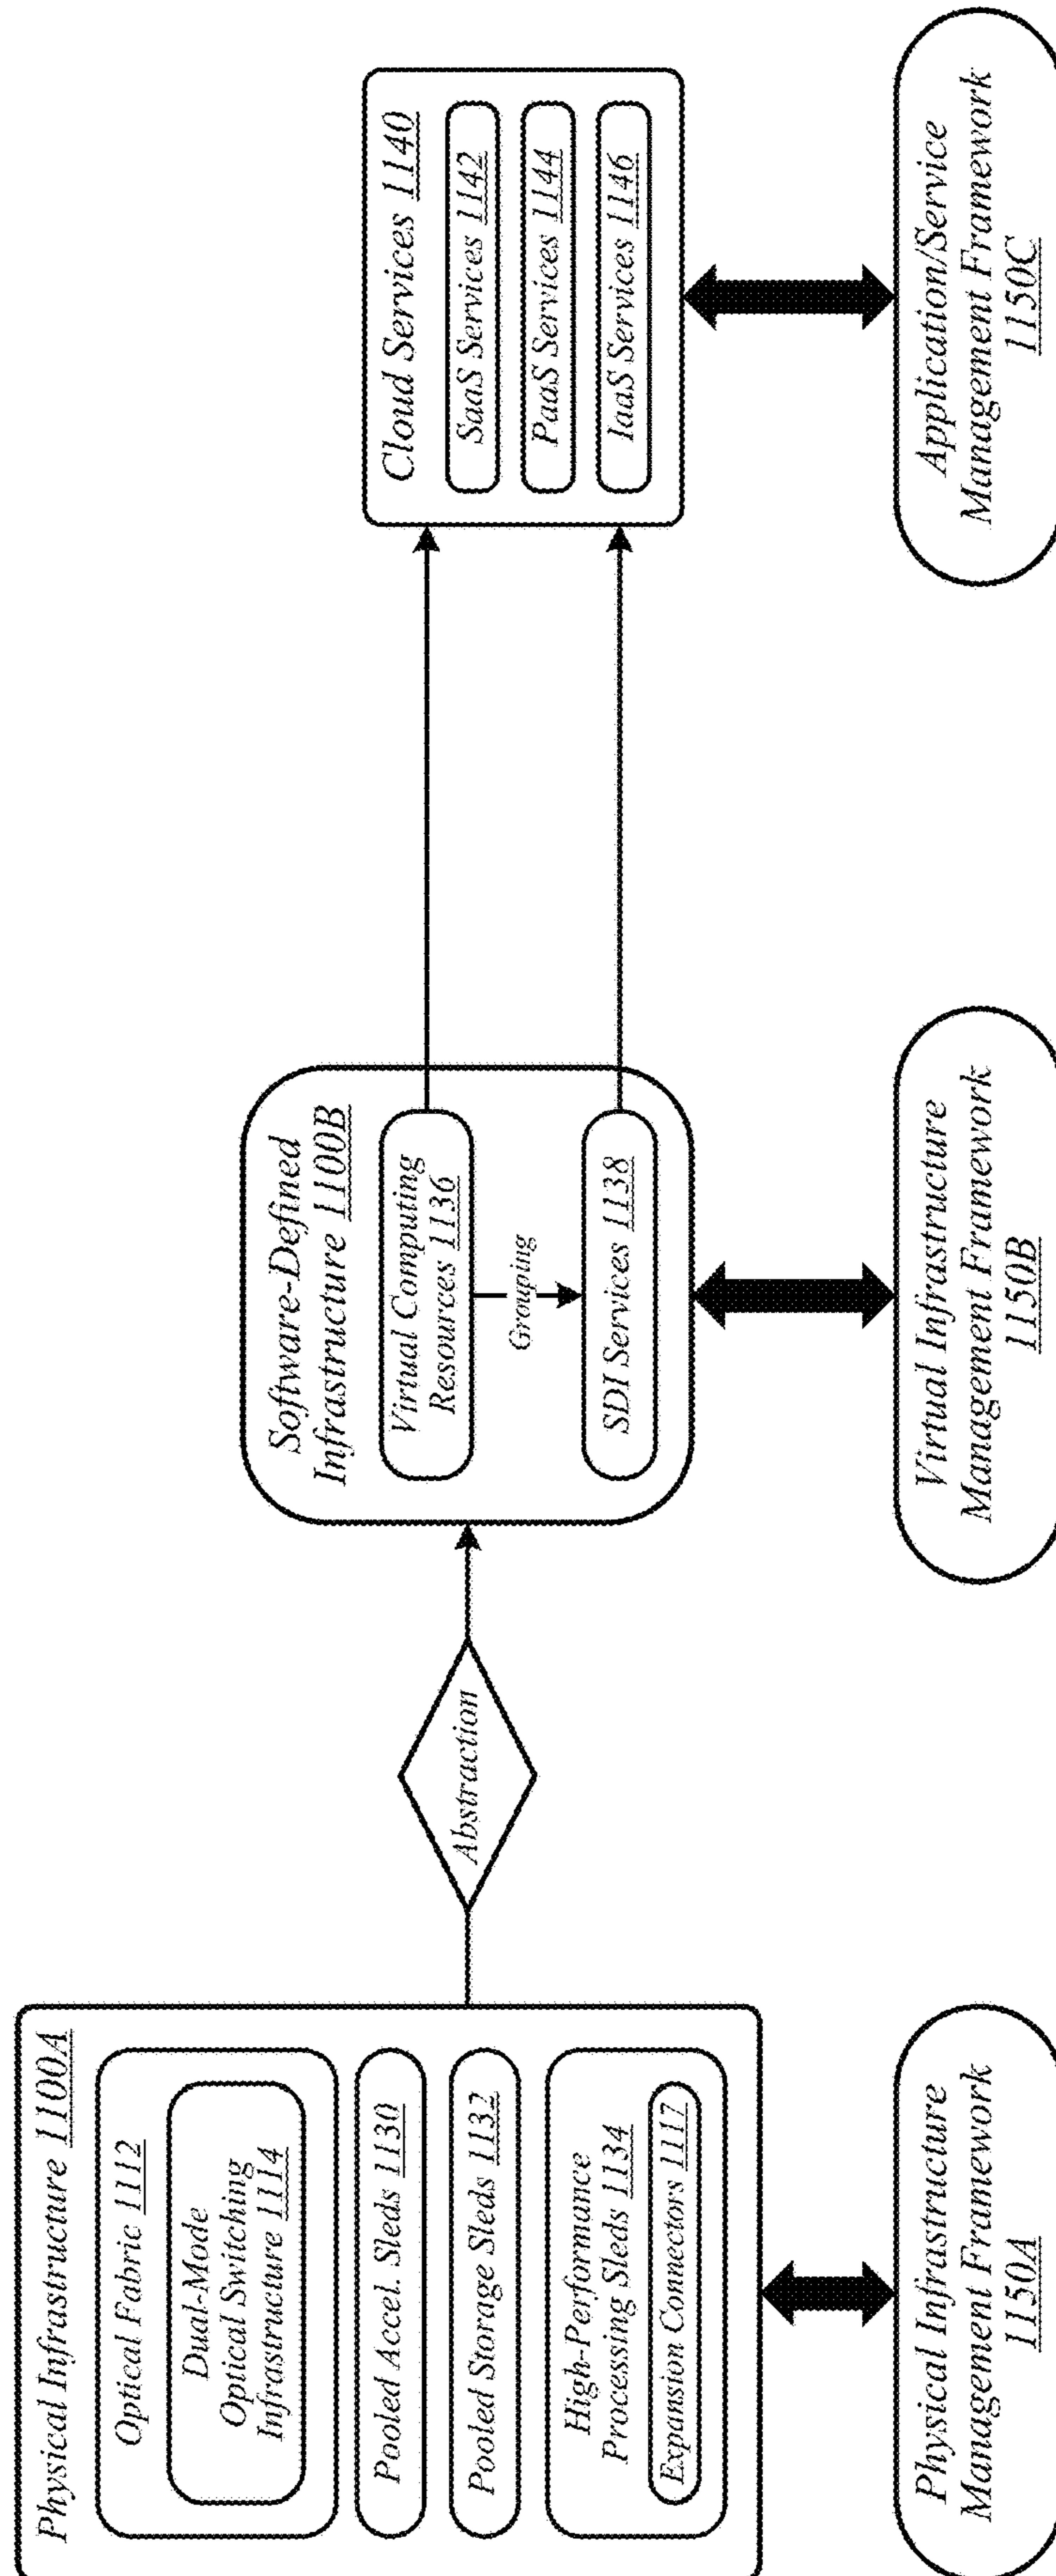 Physical Infrastructure 1100A
Optical Fabric 1112
Dual-Mode
Optical Switching
Infrastructure 1114
Pooled Accel. Sleds 1130
Pooled Storage Sleds 1132
High-Performance
Processing Sleds 1134
Expansion Connectors 1117
Physical Infrastructure
Management Framework
1150A
Abstraction
Software-Defined
Infrastructure 1100B
Virtual Computing
Resources 1136
Grouping
SDI Services 1138
Virtual Infrastructure
Management Framework
1150B
Cloud Services 1140
SaaS Services 1142
PaaS Services 1144
IaaS Services 1146
Application/Service
Management Framework
1150C